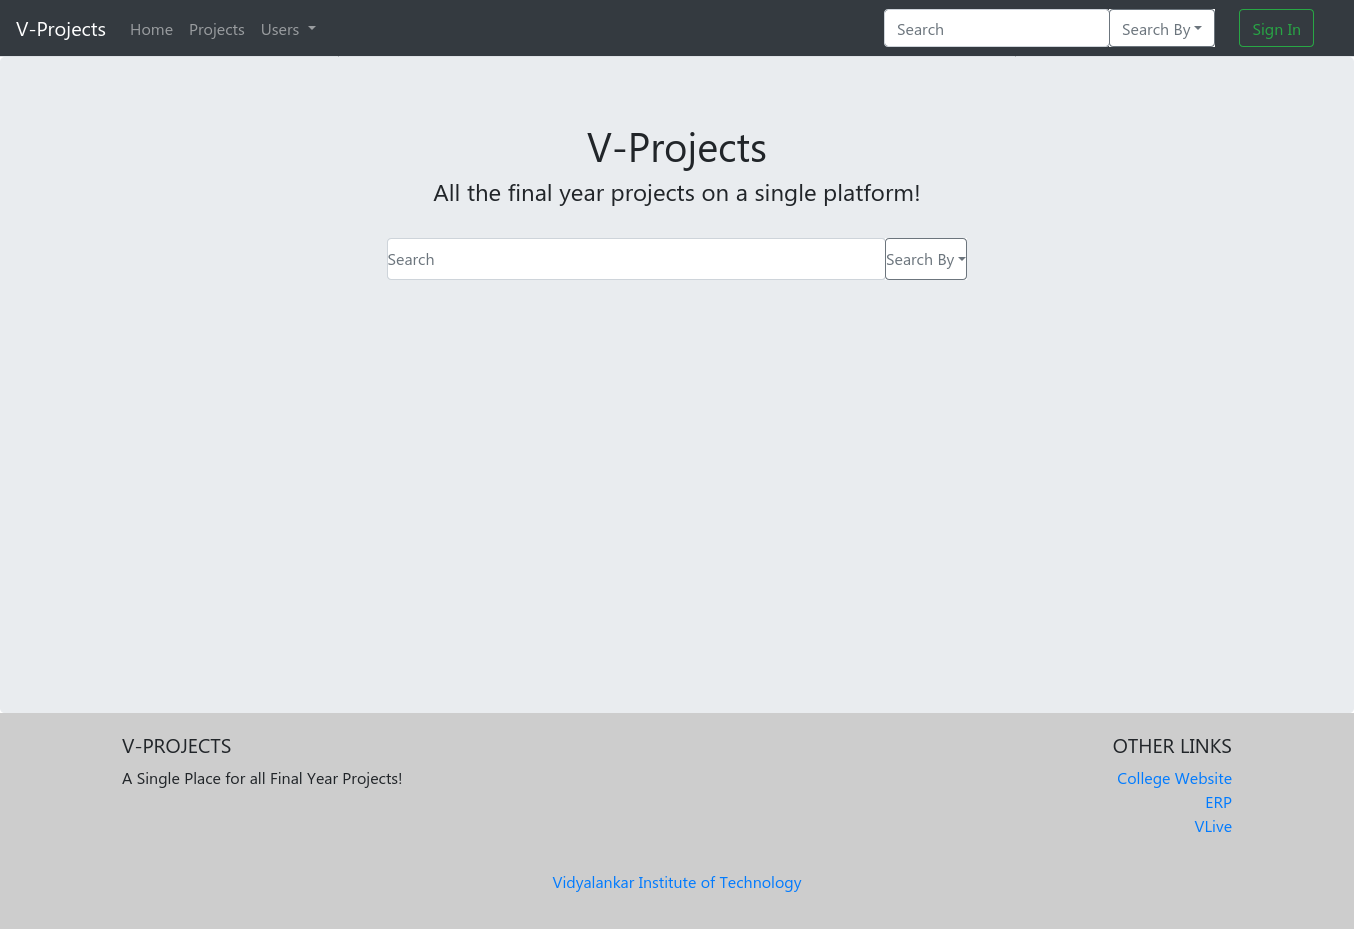 V-Projects Home Projects Users Search Search By Sign In
V-Projects
All the final year projects on a single platform!
Search Search By
V-PROJECTS
A Single Place for all Final Year Projects!
OTHER LINKS
College Website
ERP
VLive
Vidyalankar Institute of Technology